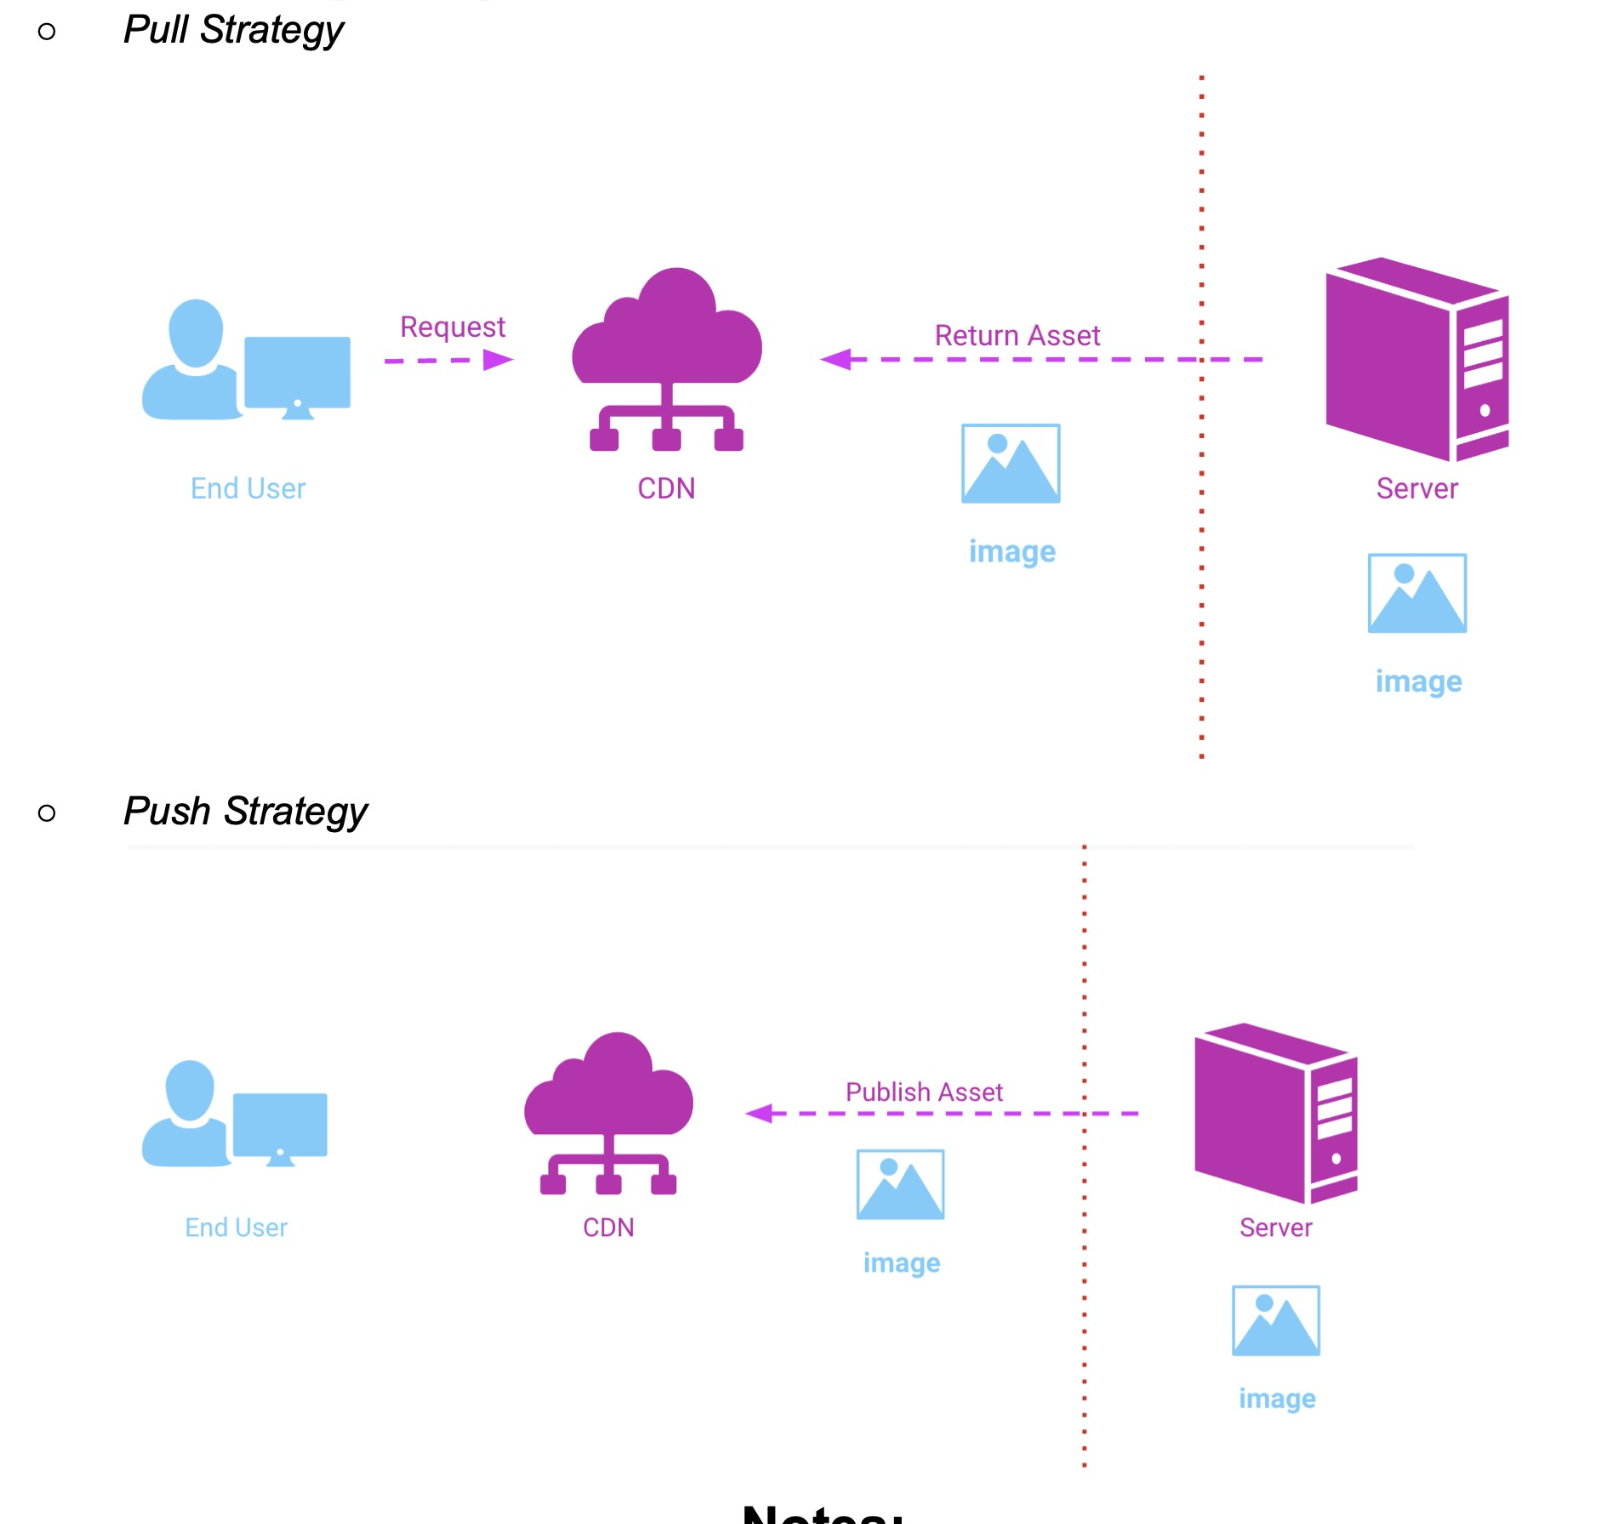 Pull Strategy
Request
Return Asset
End User
CDN
Server
image
image
Push Strategy
Publish Asset
End User
CDN
Server
image
image
Notes: